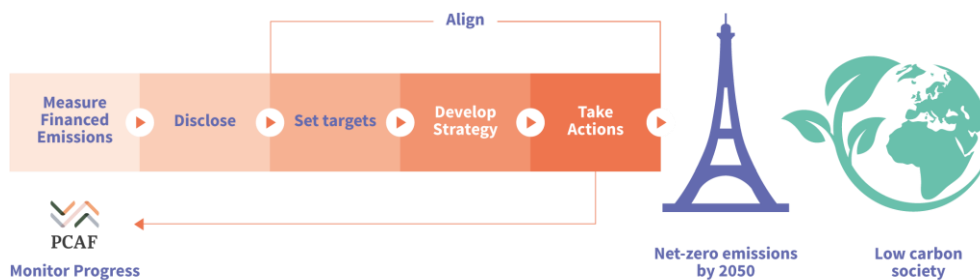 Align
Measure
Financed
Emissions
Disclose
Set targets
Develop
Strategy
Take
Actions
PCAF
Monitor Progress
Net-zero emissions
by 2050
Low carbon
society